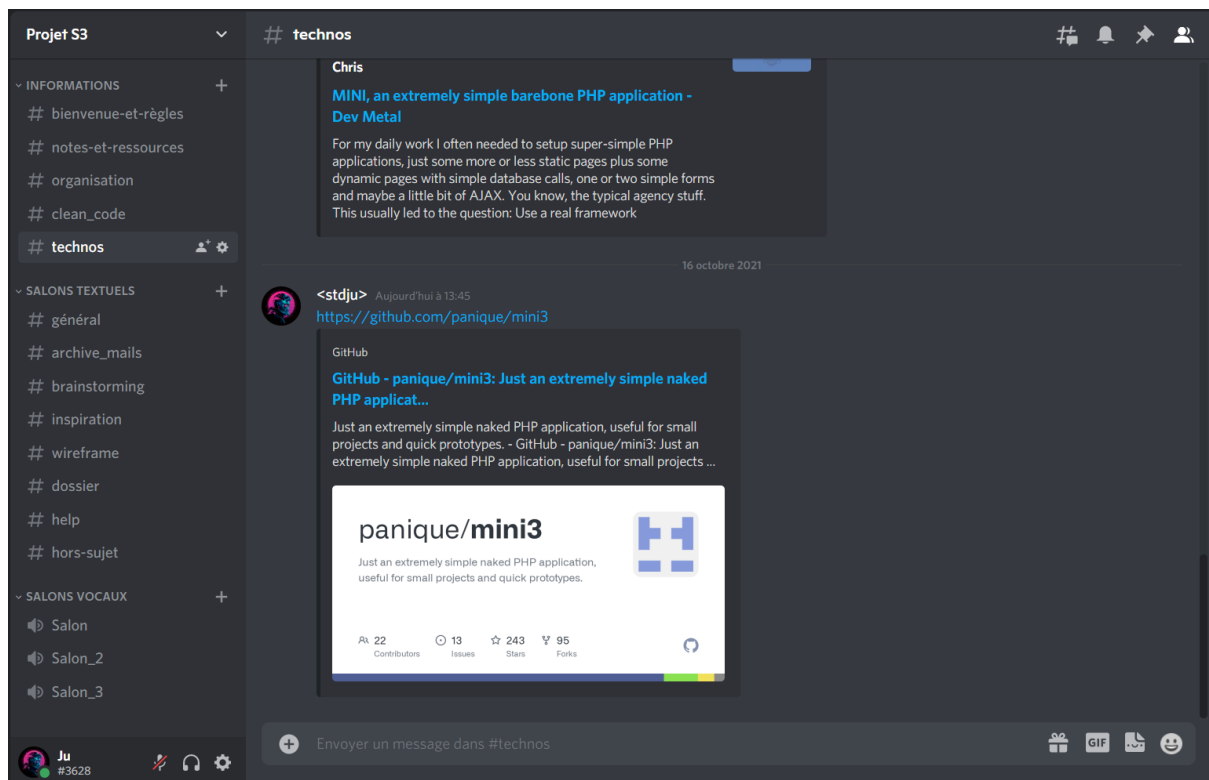 Projet S3
INFORMATIONS
bienvenue-et-règles
notes-et-ressources
organisation
clean_code
technos
SALONS TEXTUELS
général
archive_mails
brainstorming
inspiration
wireframe
dossier
help
hors-sujet
SALONS VOCAUX
Salon
Salon_2
Salon_3
Ju
#3628
technos
Chris
MINI, an extremely simple barebone PHP application -
Dev Metal
For my daily work I often needed to setup super-simple PHP
applications, just some more or less static pages plus some
dynamic pages with simple database calls, one or two simple forms
and maybe a little bit of AJAX. You know, the typical agency stuff.
This usually led to the question: Use a real framework
16 octobre 2021
<stdju> Aujourd'hui à 13:45
https://github.com/panique/mini3
GitHub
GitHub - panique/mini3: Just an extremely simple naked
PHP applicat...
Just an extremely simple naked PHP application, useful for small
projects and quick prototypes. - GitHub - panique/mini3: Just an
extremely simple naked PHP application, useful for small projects ...
panique/mini3
Just an extremely simple naked PHP application,
useful for small projects and quick prototypes.
22 13 243 95
Contributors Issues Stars Forks
Envoyer un message dans #technos
GIF